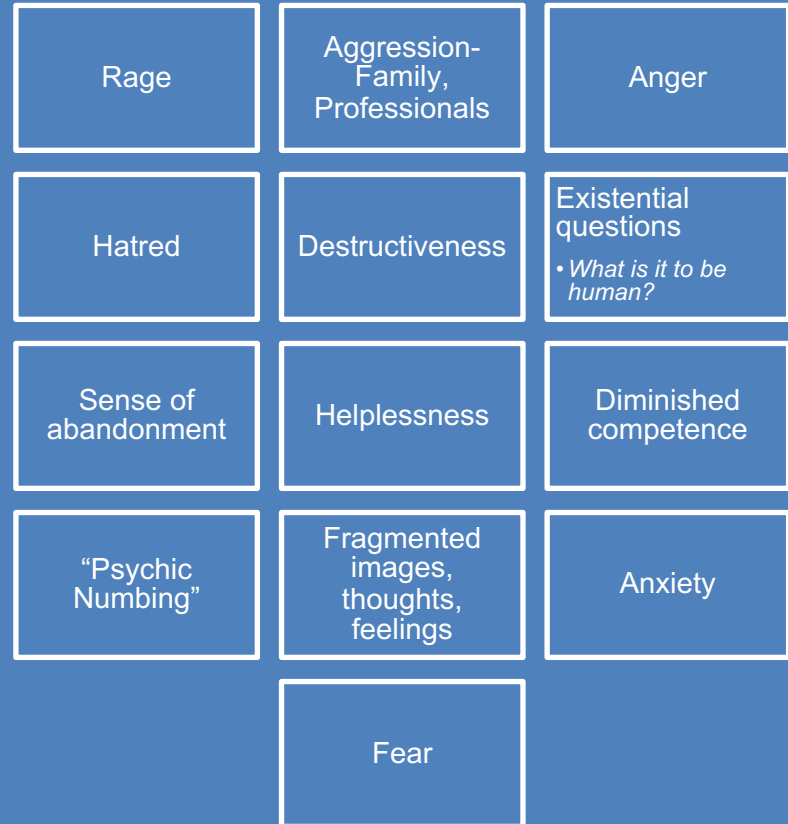 Rage
Aggression-
Family,
Professionals
Anger
Hatred
Destructiveness
Existential
questions
• What is it to be
human?
Sense of
abandonment
Helplessness
Diminished
competence
“Psychic
Numbing”
Fragmented
images,
thoughts,
feelings
Anxiety
Fear